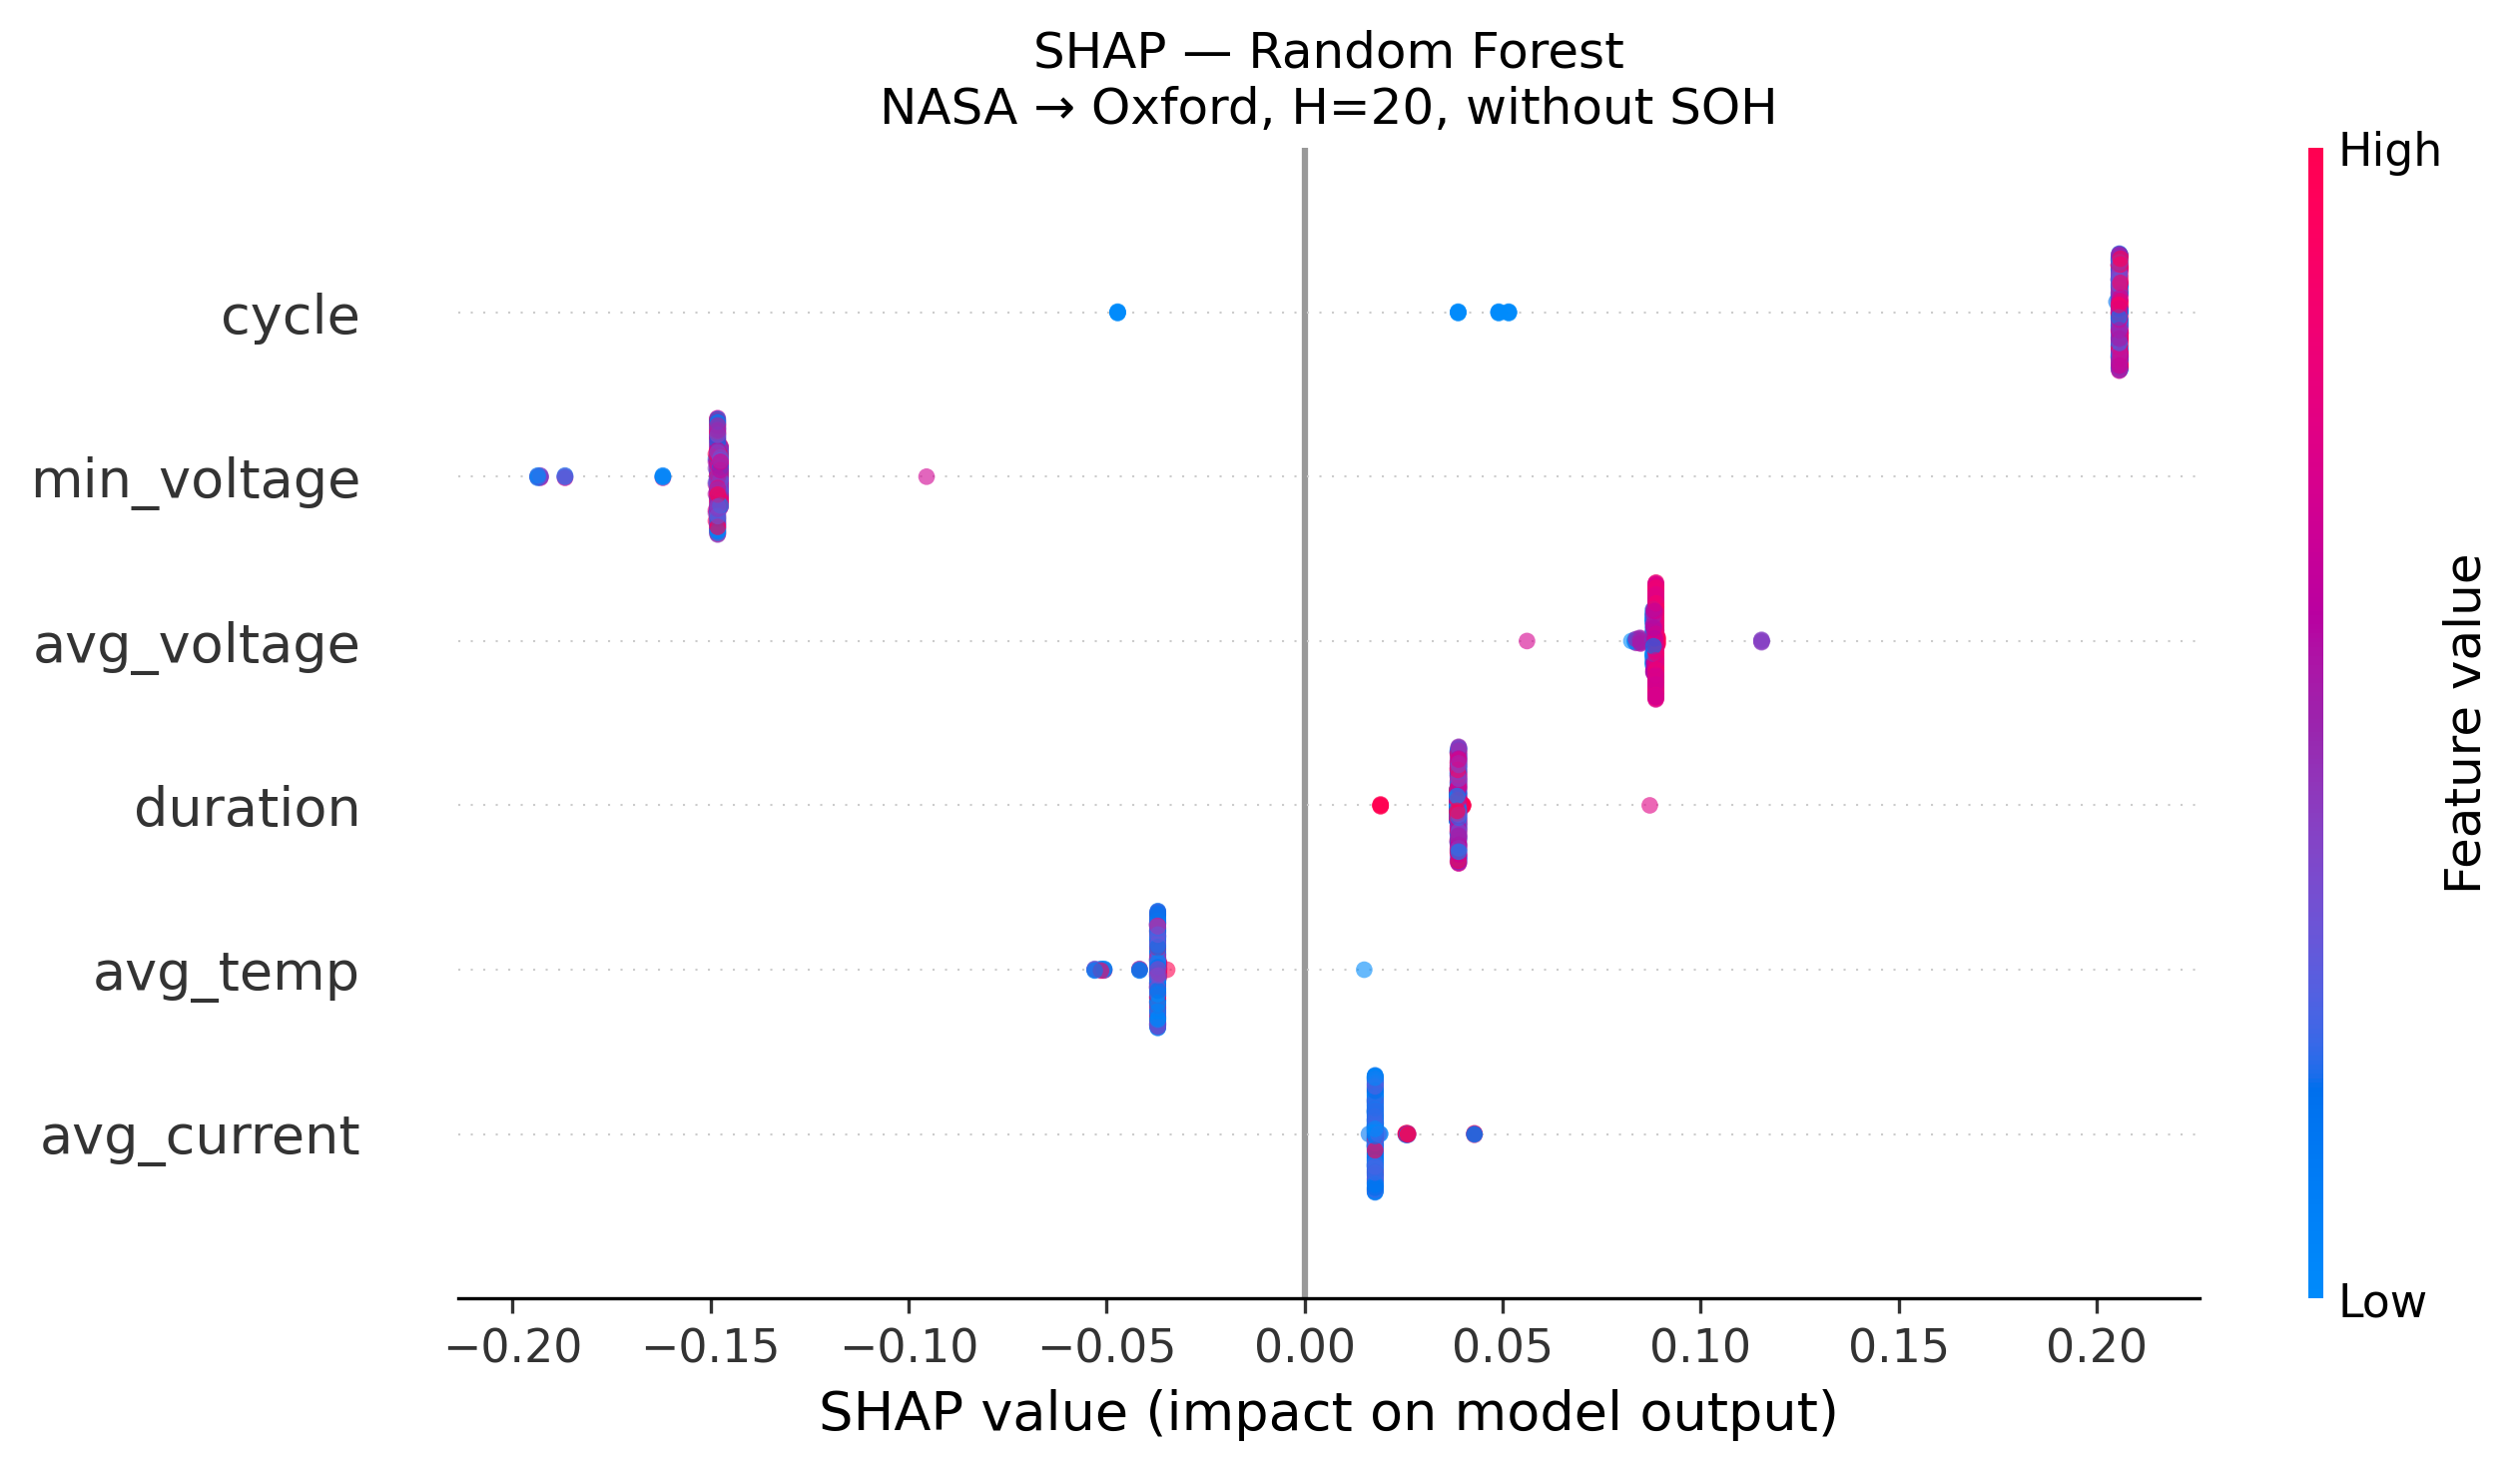 SHAP — Random Forest
NASA → Oxford, H=20, without SOH
High
cycle
min_voltage
avg_voltage
duration
avg_temp
avg_current
Feature value
Low
−0.20 −0.15 −0.10 −0.05 0.00 0.05 0.10 0.15 0.20
SHAP value (impact on model output)